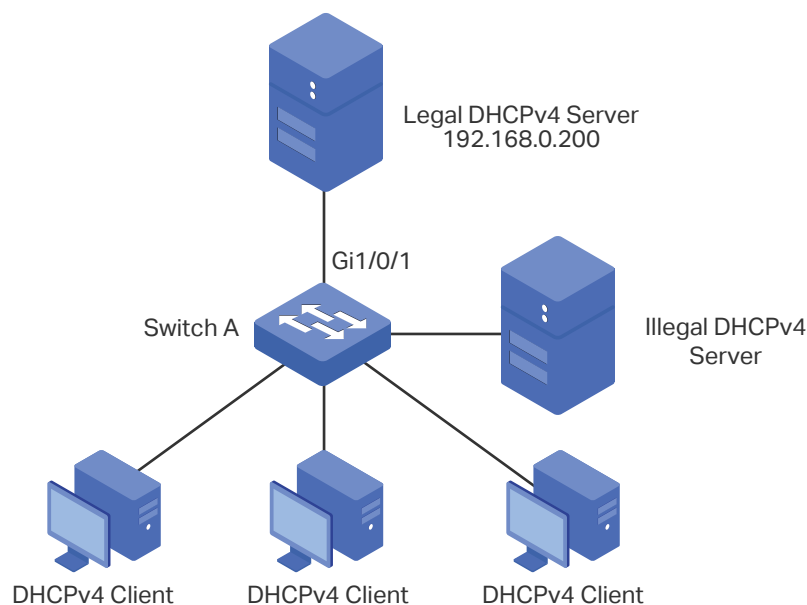 Legal DHCPv4 Server
192.168.0.200
Gi1/0/1
Switch A
Illegal DHCPv4
Server
DHCPv4 Client
DHCPv4 Client
DHCPv4 Client